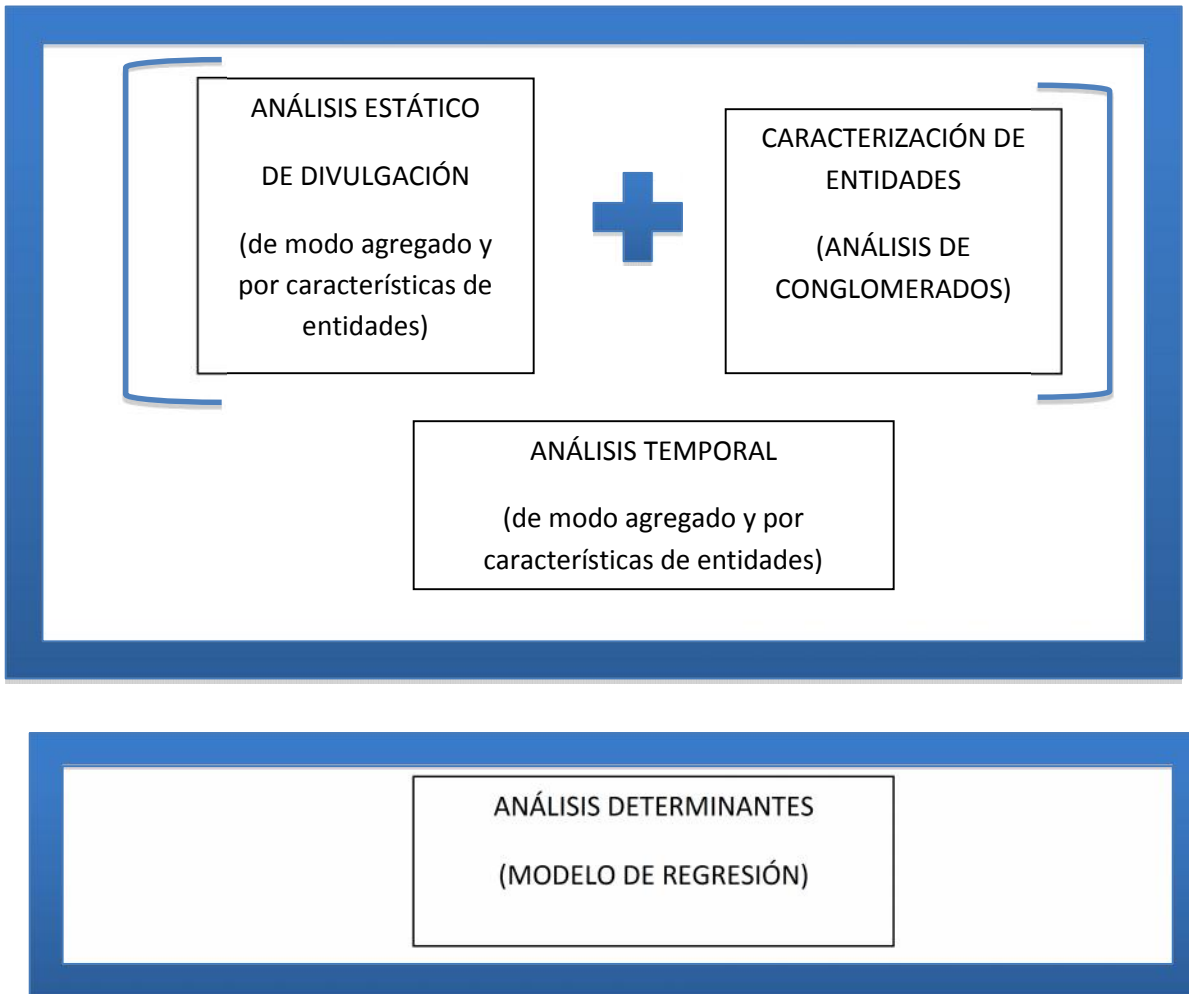 ANÁLISIS ESTÁTICO
DE DIVULGACIÓN
(de modo agregado y
por características de
entidades)
CARACTERIZACIÓN DE
ENTIDADES
(ANÁLISIS DE
CONGLOMERADOS)
ANÁLISIS TEMPORAL
(de modo agregado y por
características de entidades)
ANÁLISIS DETERMINANTES
(MODELO DE REGRESIÓN)